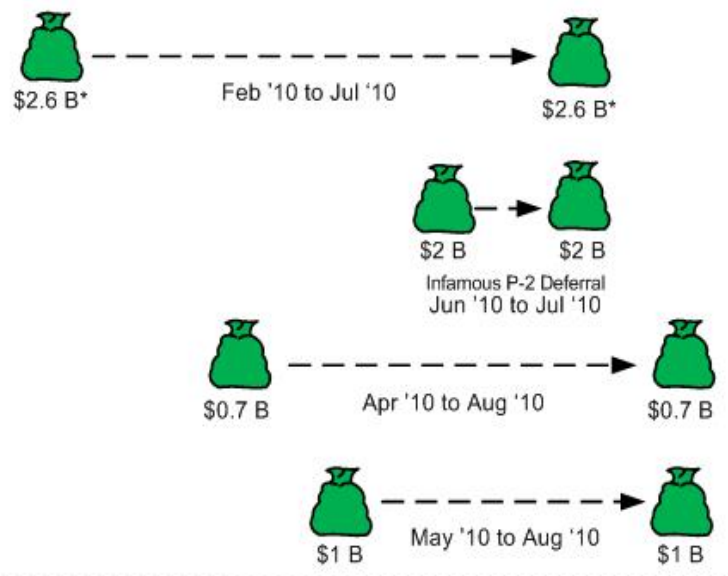 $2.6 B*
Feb '10 to Jul ‘10
$2.6 B*
$2 B
$2 B
Infamous P-2 Deferral
Jun '10 to Jul ‘10
$0.7 B
Apr '10 to Aug ‘10
$0.7 B
$1 B
May '10 to Aug ‘10
$1 B